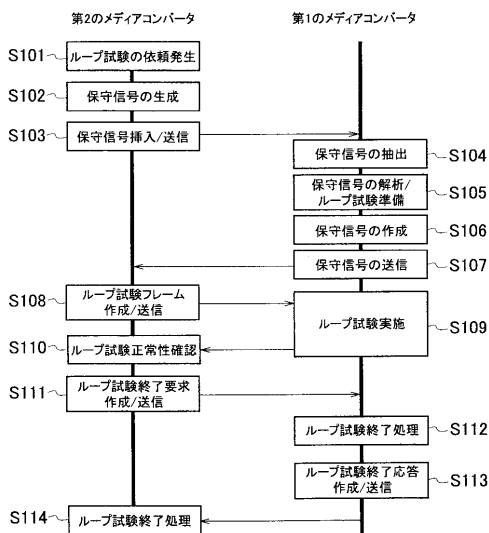 第2のメディアコンバータ
第1のメディアコンバータ
S101
ループ試験の依頼発生
S102
保守信号の生成
S103
保守信号挿入/送信
保守信号の抽出
S104
保守信号の解析/
ループ試験準備
S105
保守信号の作成
S106
保守信号の送信
S107
S108
ループ試験フレーム
作成/送信
ループ試験実施
S109
S110
ループ試験正常性確認
S111
ループ試験終了要求
作成/送信
ループ試験終了処理
S112
ループ試験終了応答
作成/送信
S113
S114
ループ試験終了処理